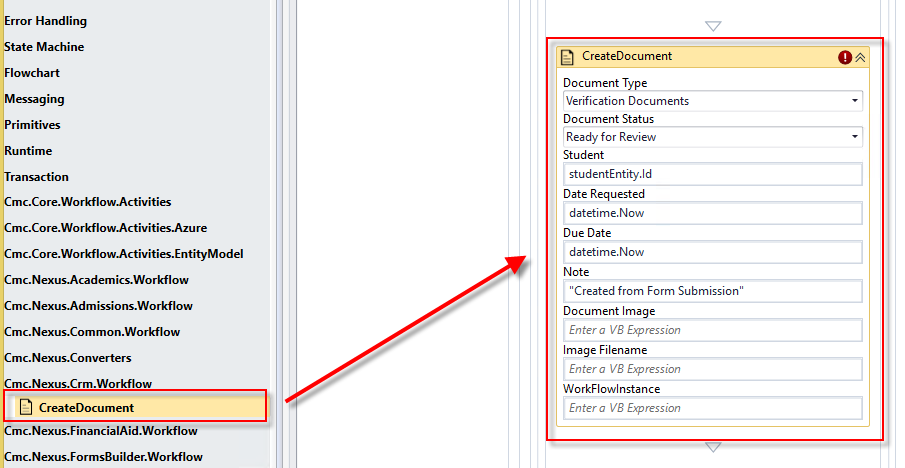 Error Handling
State Machine
Flowchart
Messaging
Primitives
Runtime
Transaction
Cmc.Core.Workflow.Activities
Cmc.Core.Workflow.Activities.Azure
Cmc.Core.Workflow.Activities.EntityModel
Cmc.Nexus.Academics.Workflow
Cmc.Nexus.Admissions.Workflow
Cmc.Nexus.Common.Workflow
Cmc.Nexus.Converters
Cmc.Nexus.Crm.Workflow
CreateDocument
Cmc.Nexus.FinancialAid.Workflow
Cmc.Nexus.FormsBuilder.Workflow
CreateDocument
Document Type
Verification Documents
Document Status
Ready for Review
Student
studentEntity.Id
Date Requested
datetime.Now
Due Date
datetime.Now
Note
"Created from Form Submission"
Document Image
Enter a VB Expression
Image Filename
Enter a VB Expression
WorkFlowInstance
Enter a VB Expression